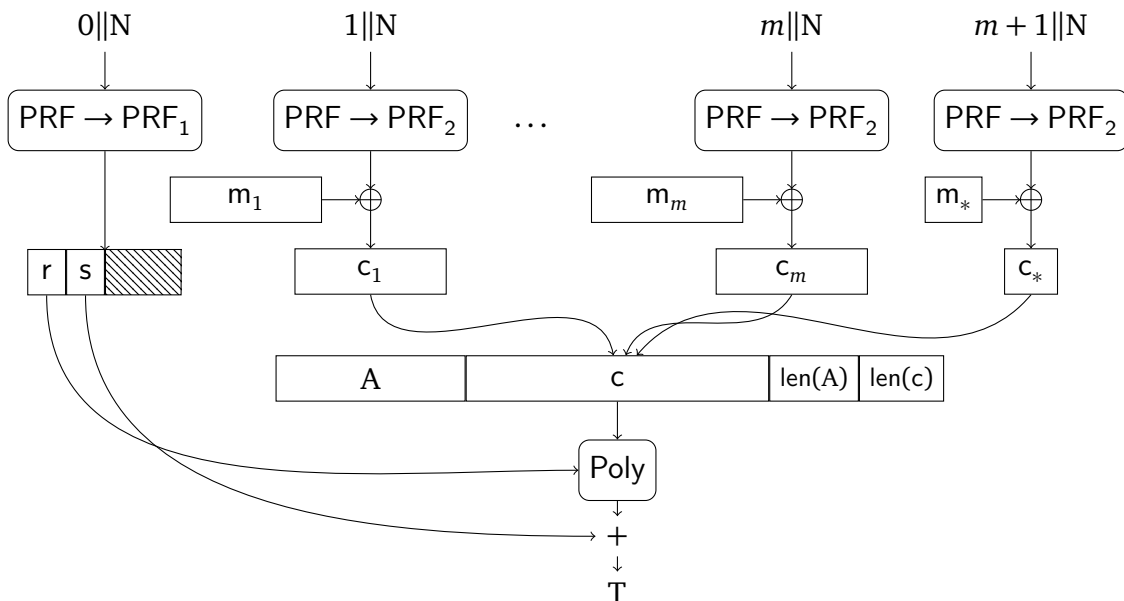 0||N 1||N m||N m + 1||N
PRF → PRF₁ PRF → PRF₂ ... PRF → PRF₂ PRF → PRF₂
m₁ mₘ m∗
r s c₁ cₘ c∗
A c len(A) len(c)
Poly
+
T